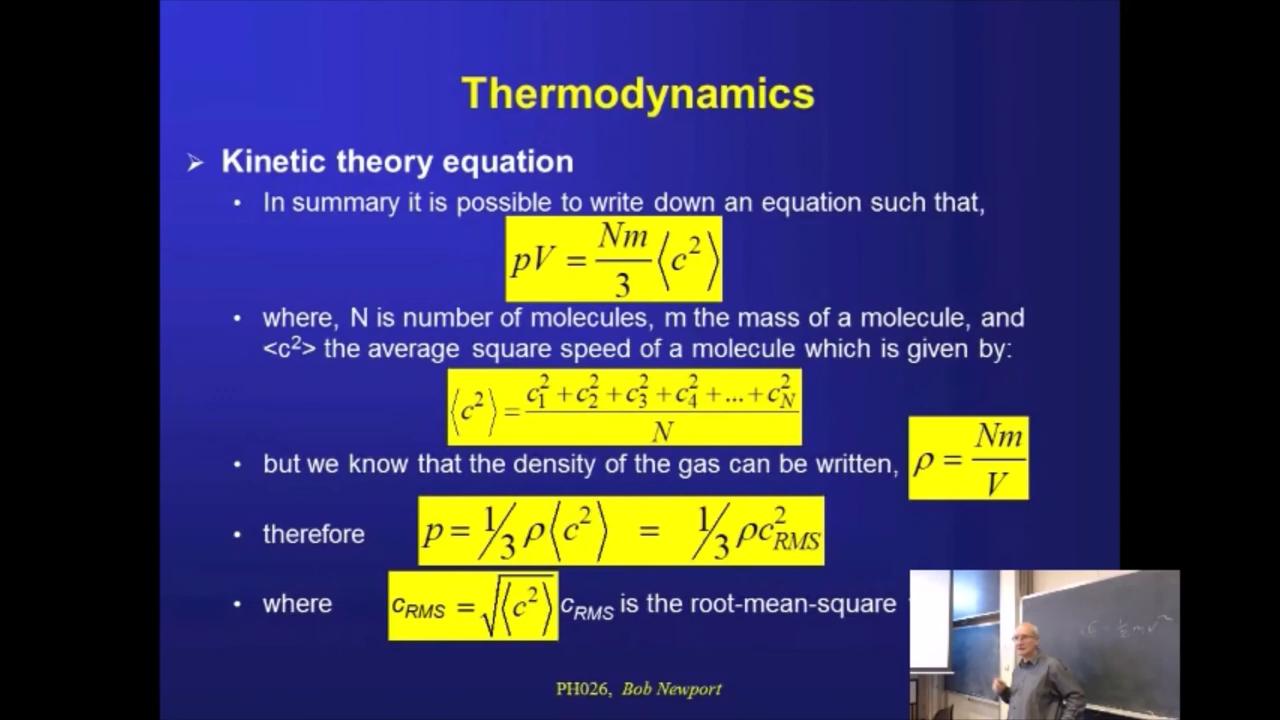 Thermodynamics
➢ Kinetic theory equation
• In summary it is possible to write down an equation such that,
pV = Nm/3 ⟨c²⟩
• where, N is number of molecules, m the mass of a molecule, and
<c²> the average square speed of a molecule which is given by:
⟨c²⟩ = (c₁² + c₂² + c₃² + c₄² + ... + c_N²)/N
• but we know that the density of the gas can be written, ρ = Nm/V
• therefore p = 1/3 ρ⟨c²⟩ = 1/3 ρc²_RMS
• where c_RMS = √⟨c²⟩ c_RMS is the root-mean-square
PH026, Bob Newport